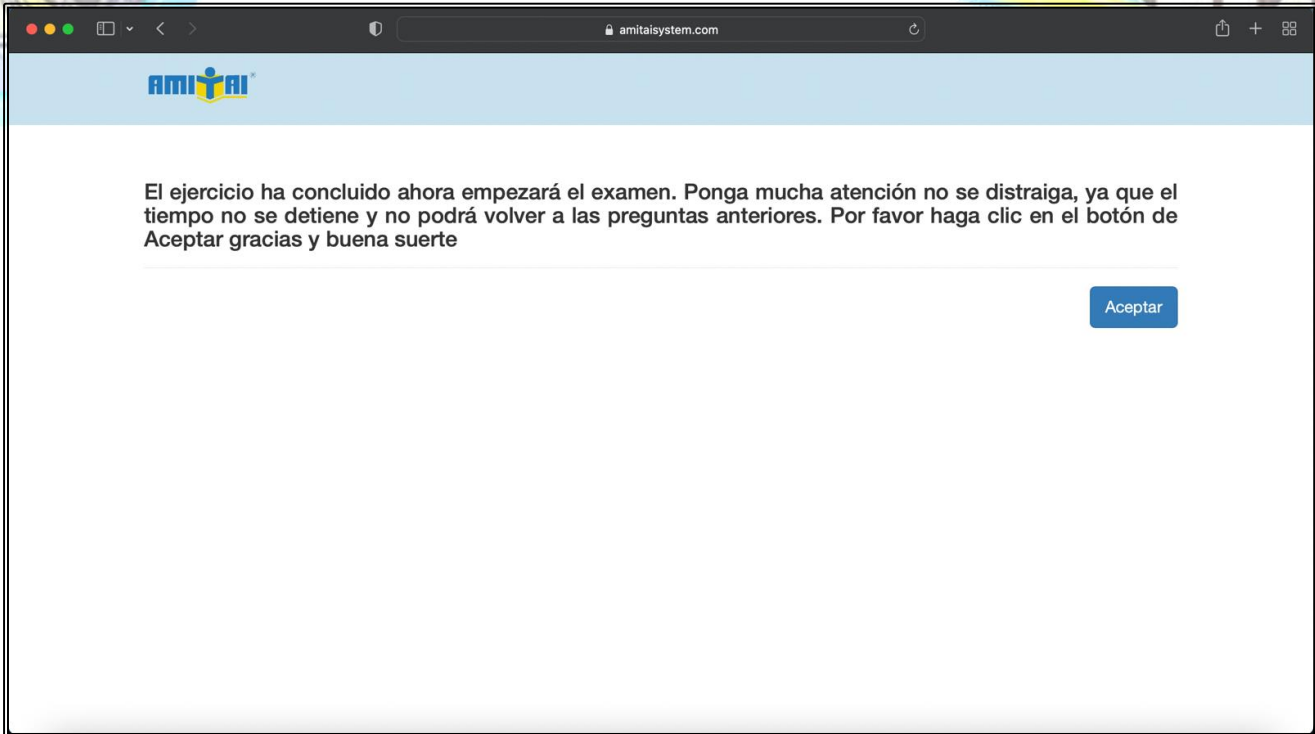 amitaisystem.com
AMITAI®
El ejercicio ha concluido ahora empezará el examen. Ponga mucha atención no se distraiga, ya que el
tiempo no se detiene y no podrá volver a las preguntas anteriores. Por favor haga clic en el botón de
Aceptar gracias y buena suerte
Aceptar